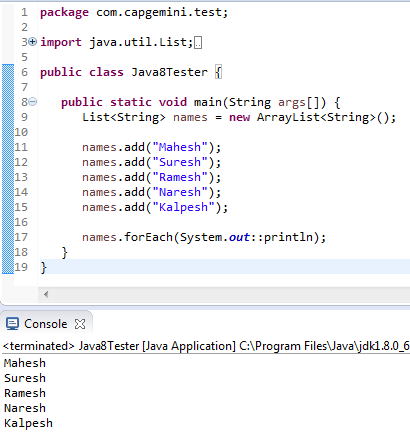 1 package com.capgemini.test;
2
3 import java.util.List;
5
6 public class Java8Tester {
7
8 public static void main(String args[]) {
9 List<String> names = new ArrayList<String>();
10
11 names.add("Mahesh");
12 names.add("Suresh");
13 names.add("Ramesh");
14 names.add("Naresh");
15 names.add("Kalpesh");
16
17 names.forEach(System.out::println);
18 }
19 }
Console
<terminated> Java8Tester [Java Application] C:\Program Files\Java\jdk1.8.0_6
Mahesh
Suresh
Ramesh
Naresh
Kalpesh